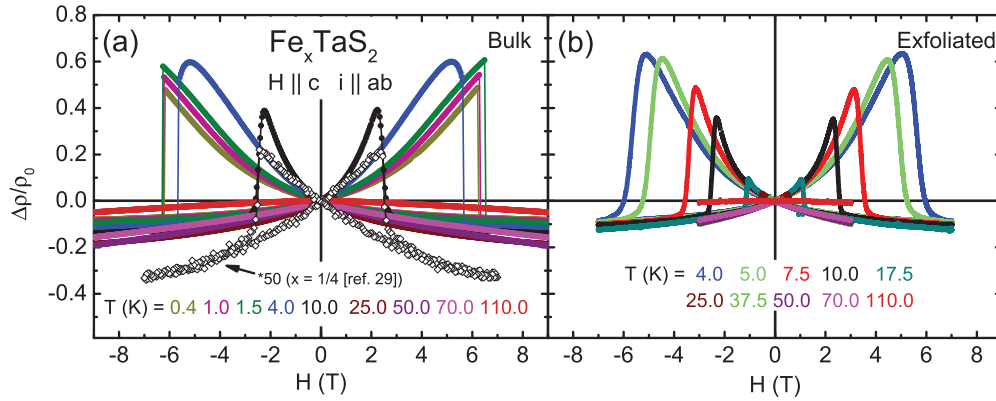 (a) Fe_xTaS_2 Bulk
H || c i || ab
*50 (x = 1/4 [ref. 29])
T (K) = 0.4 1.0 1.5 4.0 10.0 25.0 50.0 70.0 110.0
0.8
0.6
0.4
0.2
0.0
-0.2
-0.4
Δρ/ρ_0
-8 -6 -4 -2 0 2 4 6 8
H (T)
(b) Exfoliated
T (K) = 4.0 5.0 7.5 10.0 17.5
25.0 37.5 50.0 70.0 110.0
-8 -6 -4 -2 0 2 4 6 8
H (T)